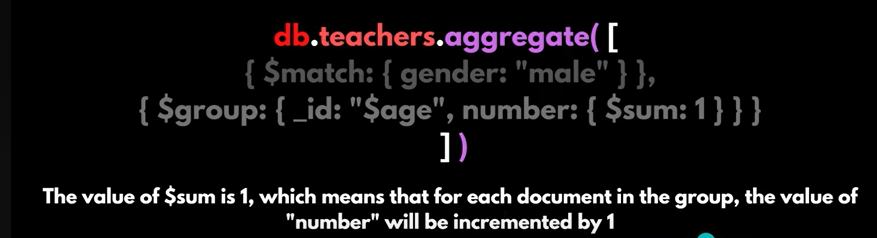 db.teachers.aggregate( [
{ $match: { gender: "male" } },
{ $group: { _id: "$age", number: { $sum: 1 } } }
] )
The value of $sum is 1, which means that for each document in the group, the value of
"number" will be incremented by 1